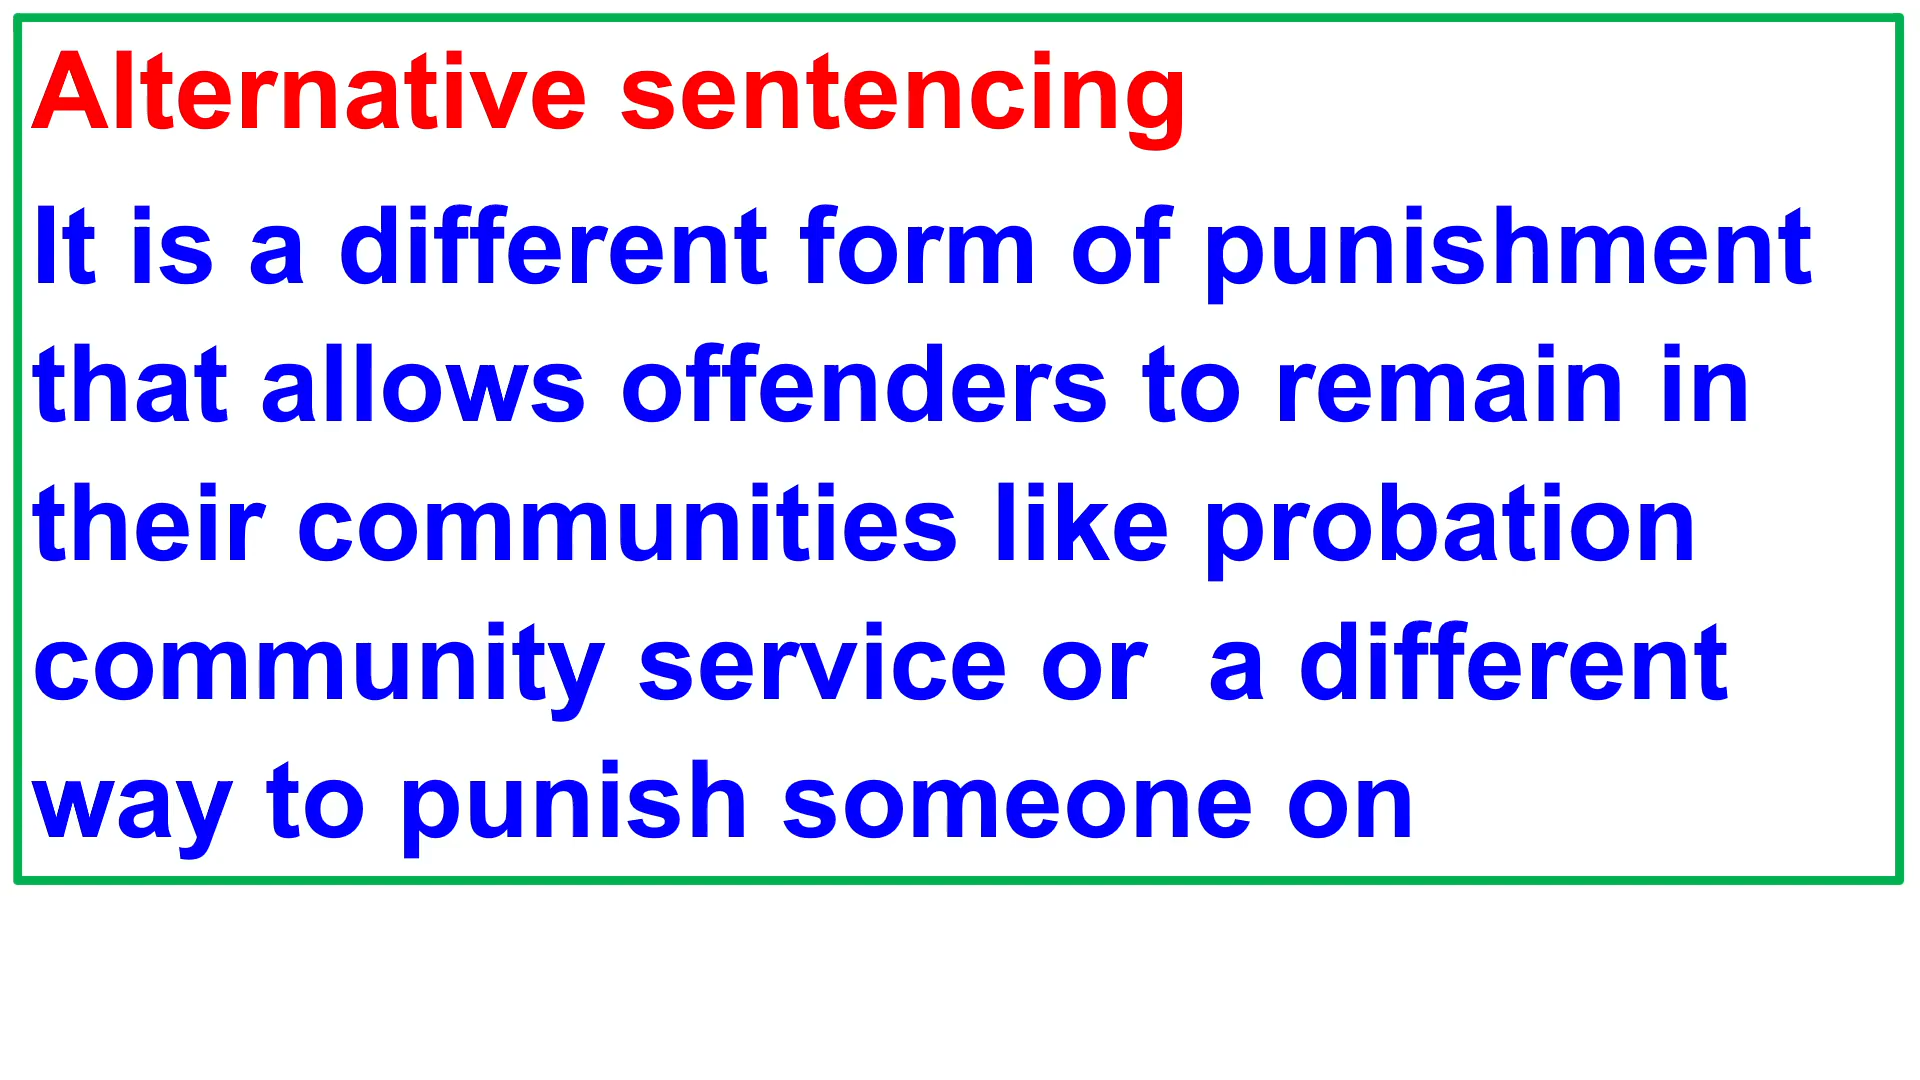 Alternative sentencing
It is a different form of punishment
that allows offenders to remain in
their communities like probation
community service or  a different
way to punish someone on